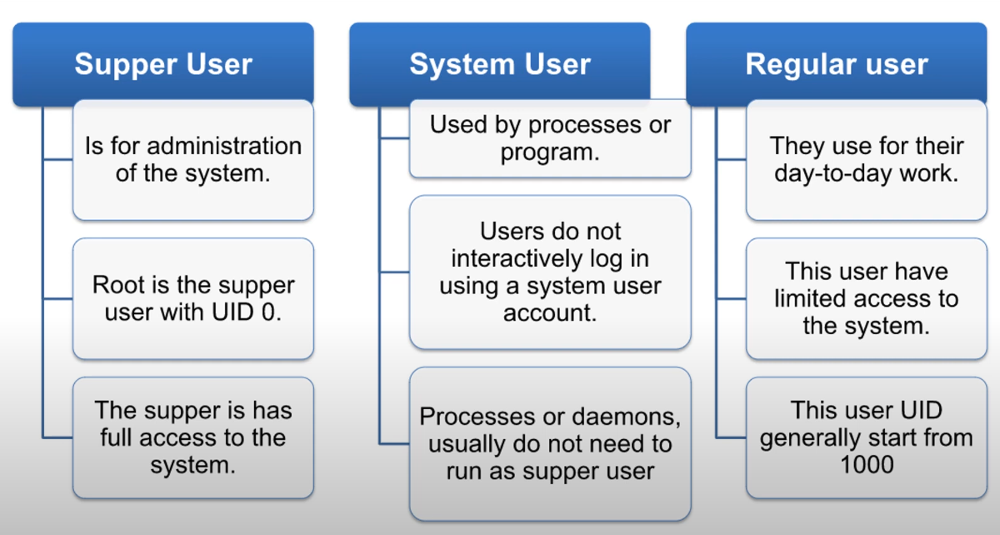 Supper User
Is for administration
of the system.
Root is the supper
user with UID 0.
The supper is has
full access to the
system.
System User
Used by processes or
program.
Users do not
interactively log in
using a system user
account.
Processes or daemons,
usually do not need to
run as supper user
Regular user
They use for their
day-to-day work.
This user have
limited access to
the system.
This user UID
generally start from
1000